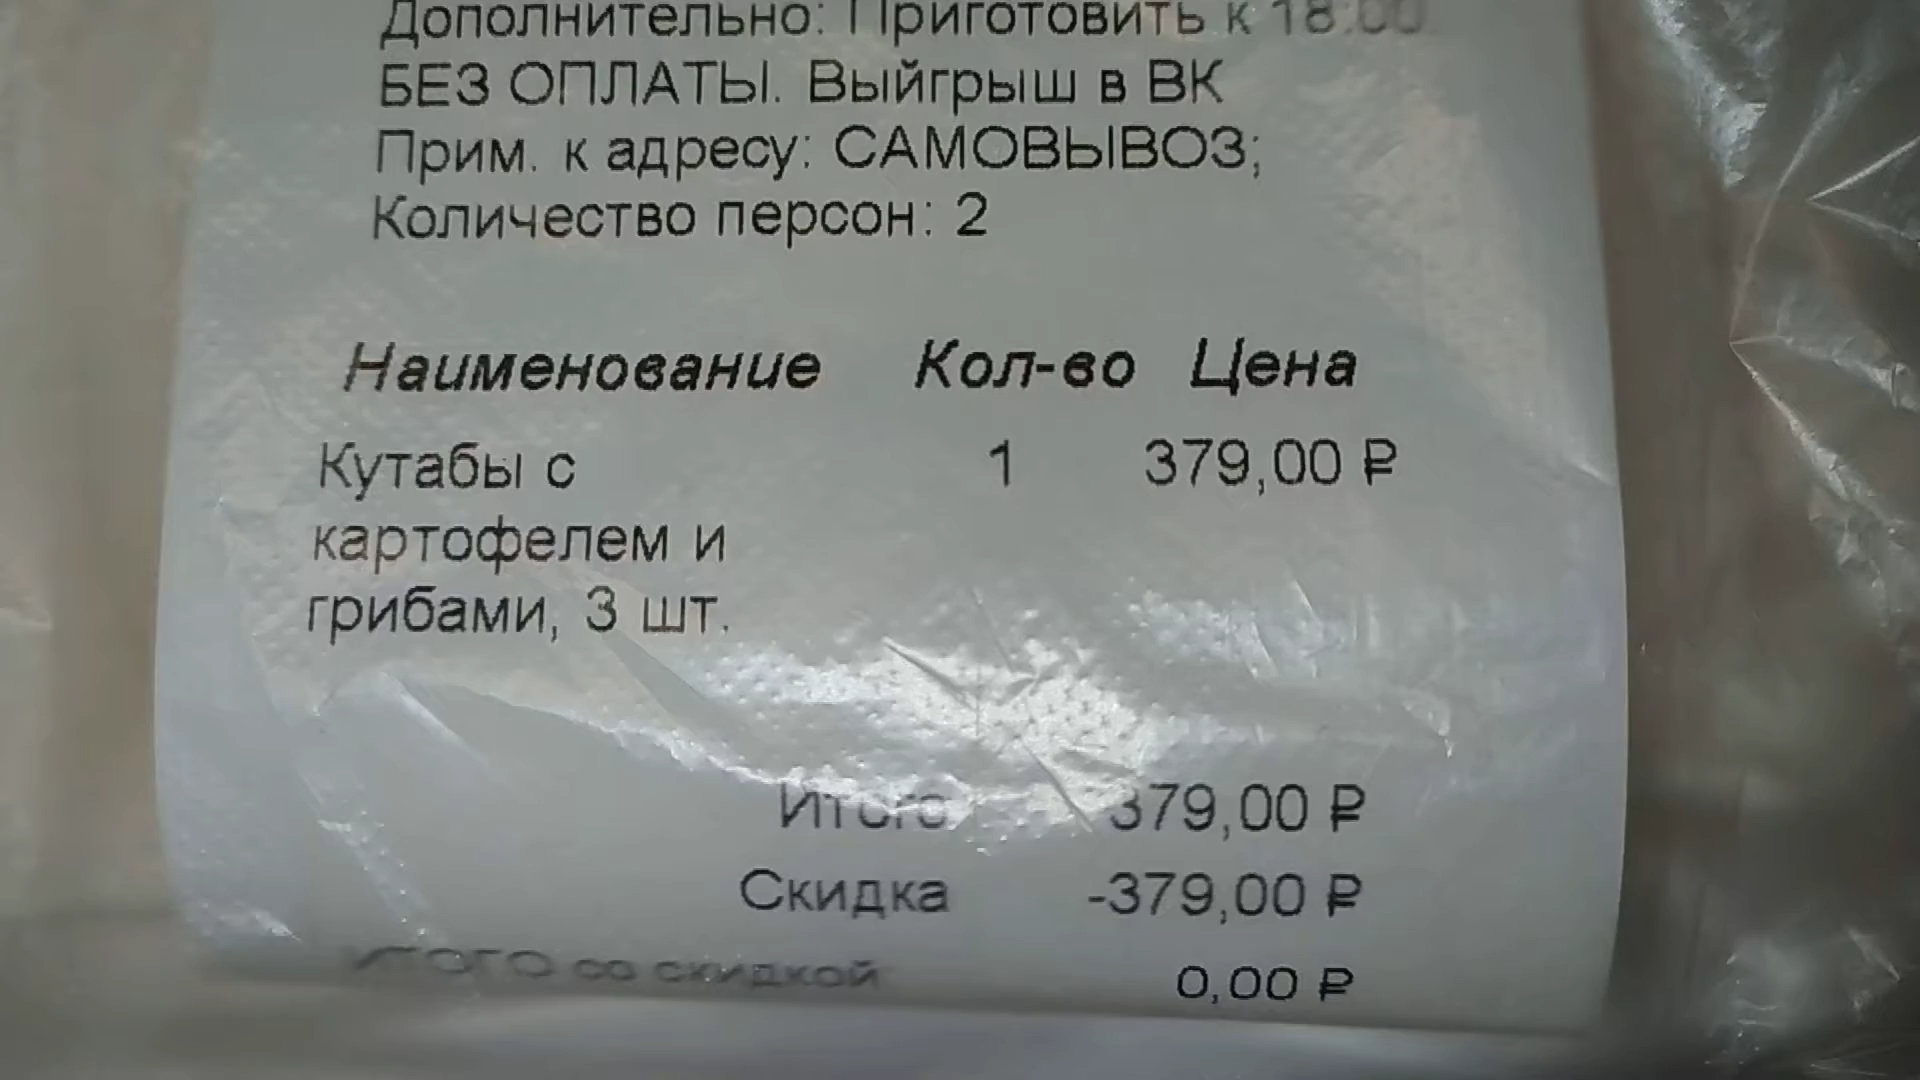 Дополнительно: Приготовить к 18:00
БЕЗ ОПЛАТЫ. Выйгрыш в ВК
Прим. к адресу: САМОВЫВОЗ;
Количество персон: 2
Наименование Кол-во Цена
Кутабы с 1 379,00 ₽
картофелем и
грибами, 3 шт.
Итого 379,00 ₽
Скидка -379,00 ₽
ИТОГО со скидкой 0,00 ₽